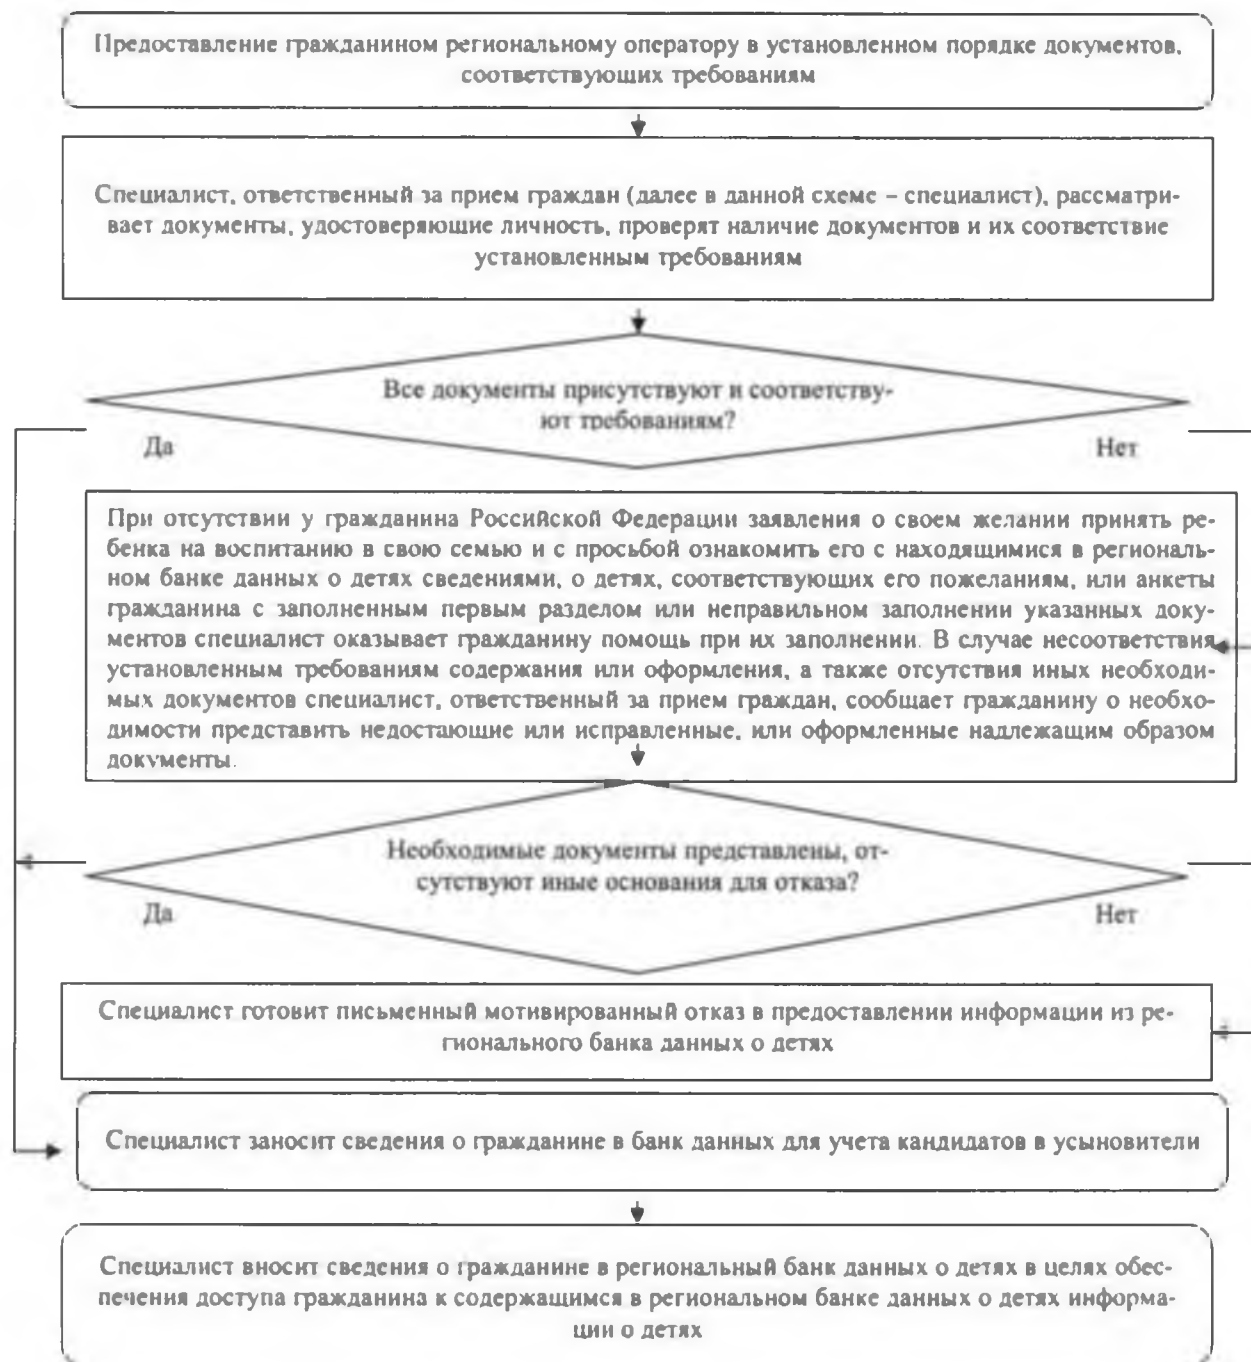 Предоставление гражданином региональному оператору в установленном порядке документов,
соответствующих требованиям
Специалист, ответственный за прием граждан (далее в данной схеме – специалист), рассматри-
вает документы, удостоверяющие личность, проверят наличие документов и их соответствие
установленным требованиям
Все документы присутствуют и соответству-
ют требованиям?
Да
Нет
При отсутствии у гражданина Российской Федерации заявления о своем желании принять ре-
бенка на воспитанию в свою семью и с просьбой ознакомить его с находящимися в региональ-
ном банке данных о детях сведениями, о детях, соответствующих его пожеланиям, или анкеты
гражданина с заполненным первым разделом или неправильном заполнении указанных доку-
ментов специалист оказывает гражданину помощь при их заполнении. В случае несоответствия
установленным требованиям содержания или оформления, а также отсутствия иных необходи-
мых документов специалист, ответственный за прием граждан, сообщает гражданину о необхо-
димости представить недостающие или исправленные, или оформленные надлежащим образом
документы.
Необходимые документы представлены, от-
сутствуют иные основания для отказа?
Да
Нет
Специалист готовит письменный мотивированный отказ в предоставлении информации из ре-
гионального банка данных о детях
Специалист заносит сведения о гражданине в банк данных для учета кандидатов в усыновители
Специалист вносит сведения о гражданине в региональный банк данных о детях в целях обес-
печения доступа гражданина к содержащимся в региональном банке данных о детях информа-
ции о детях